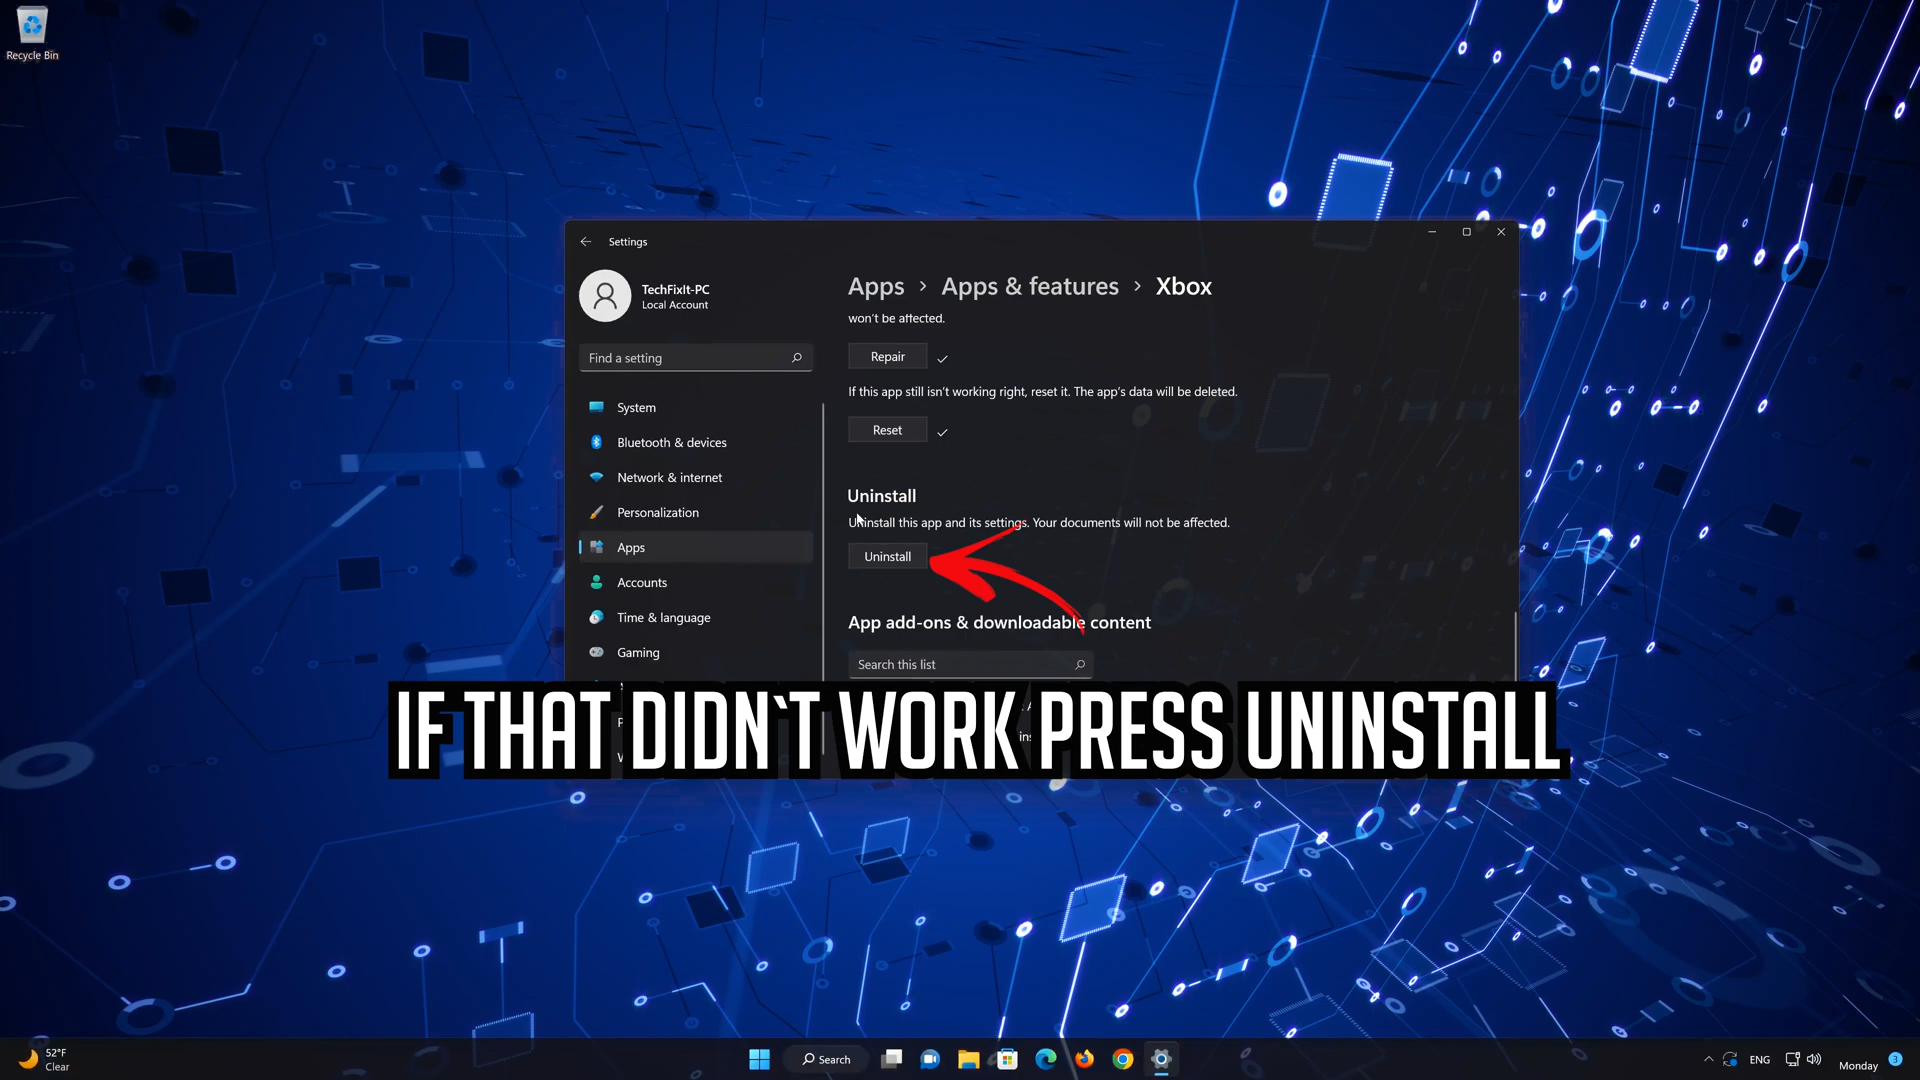 Recycle Bin
Settings
TechFixIt-PC
Local Account
Find a setting
System
Bluetooth & devices
Network & internet
Personalization
Apps
Accounts
Time & language
Gaming
Apps > Apps & features > Xbox
won't be affected.
Repair
If this app still isn't working right, reset it. The app's data will be deleted.
Reset
Uninstall
Uninstall this app and its settings. Your documents will not be affected.
Uninstall
App add-ons & downloadable content
Search this list
IF THAT DIDN`T WORK PRESS UNINSTALL
52°F
Clear
Search
ENG
Monday
3